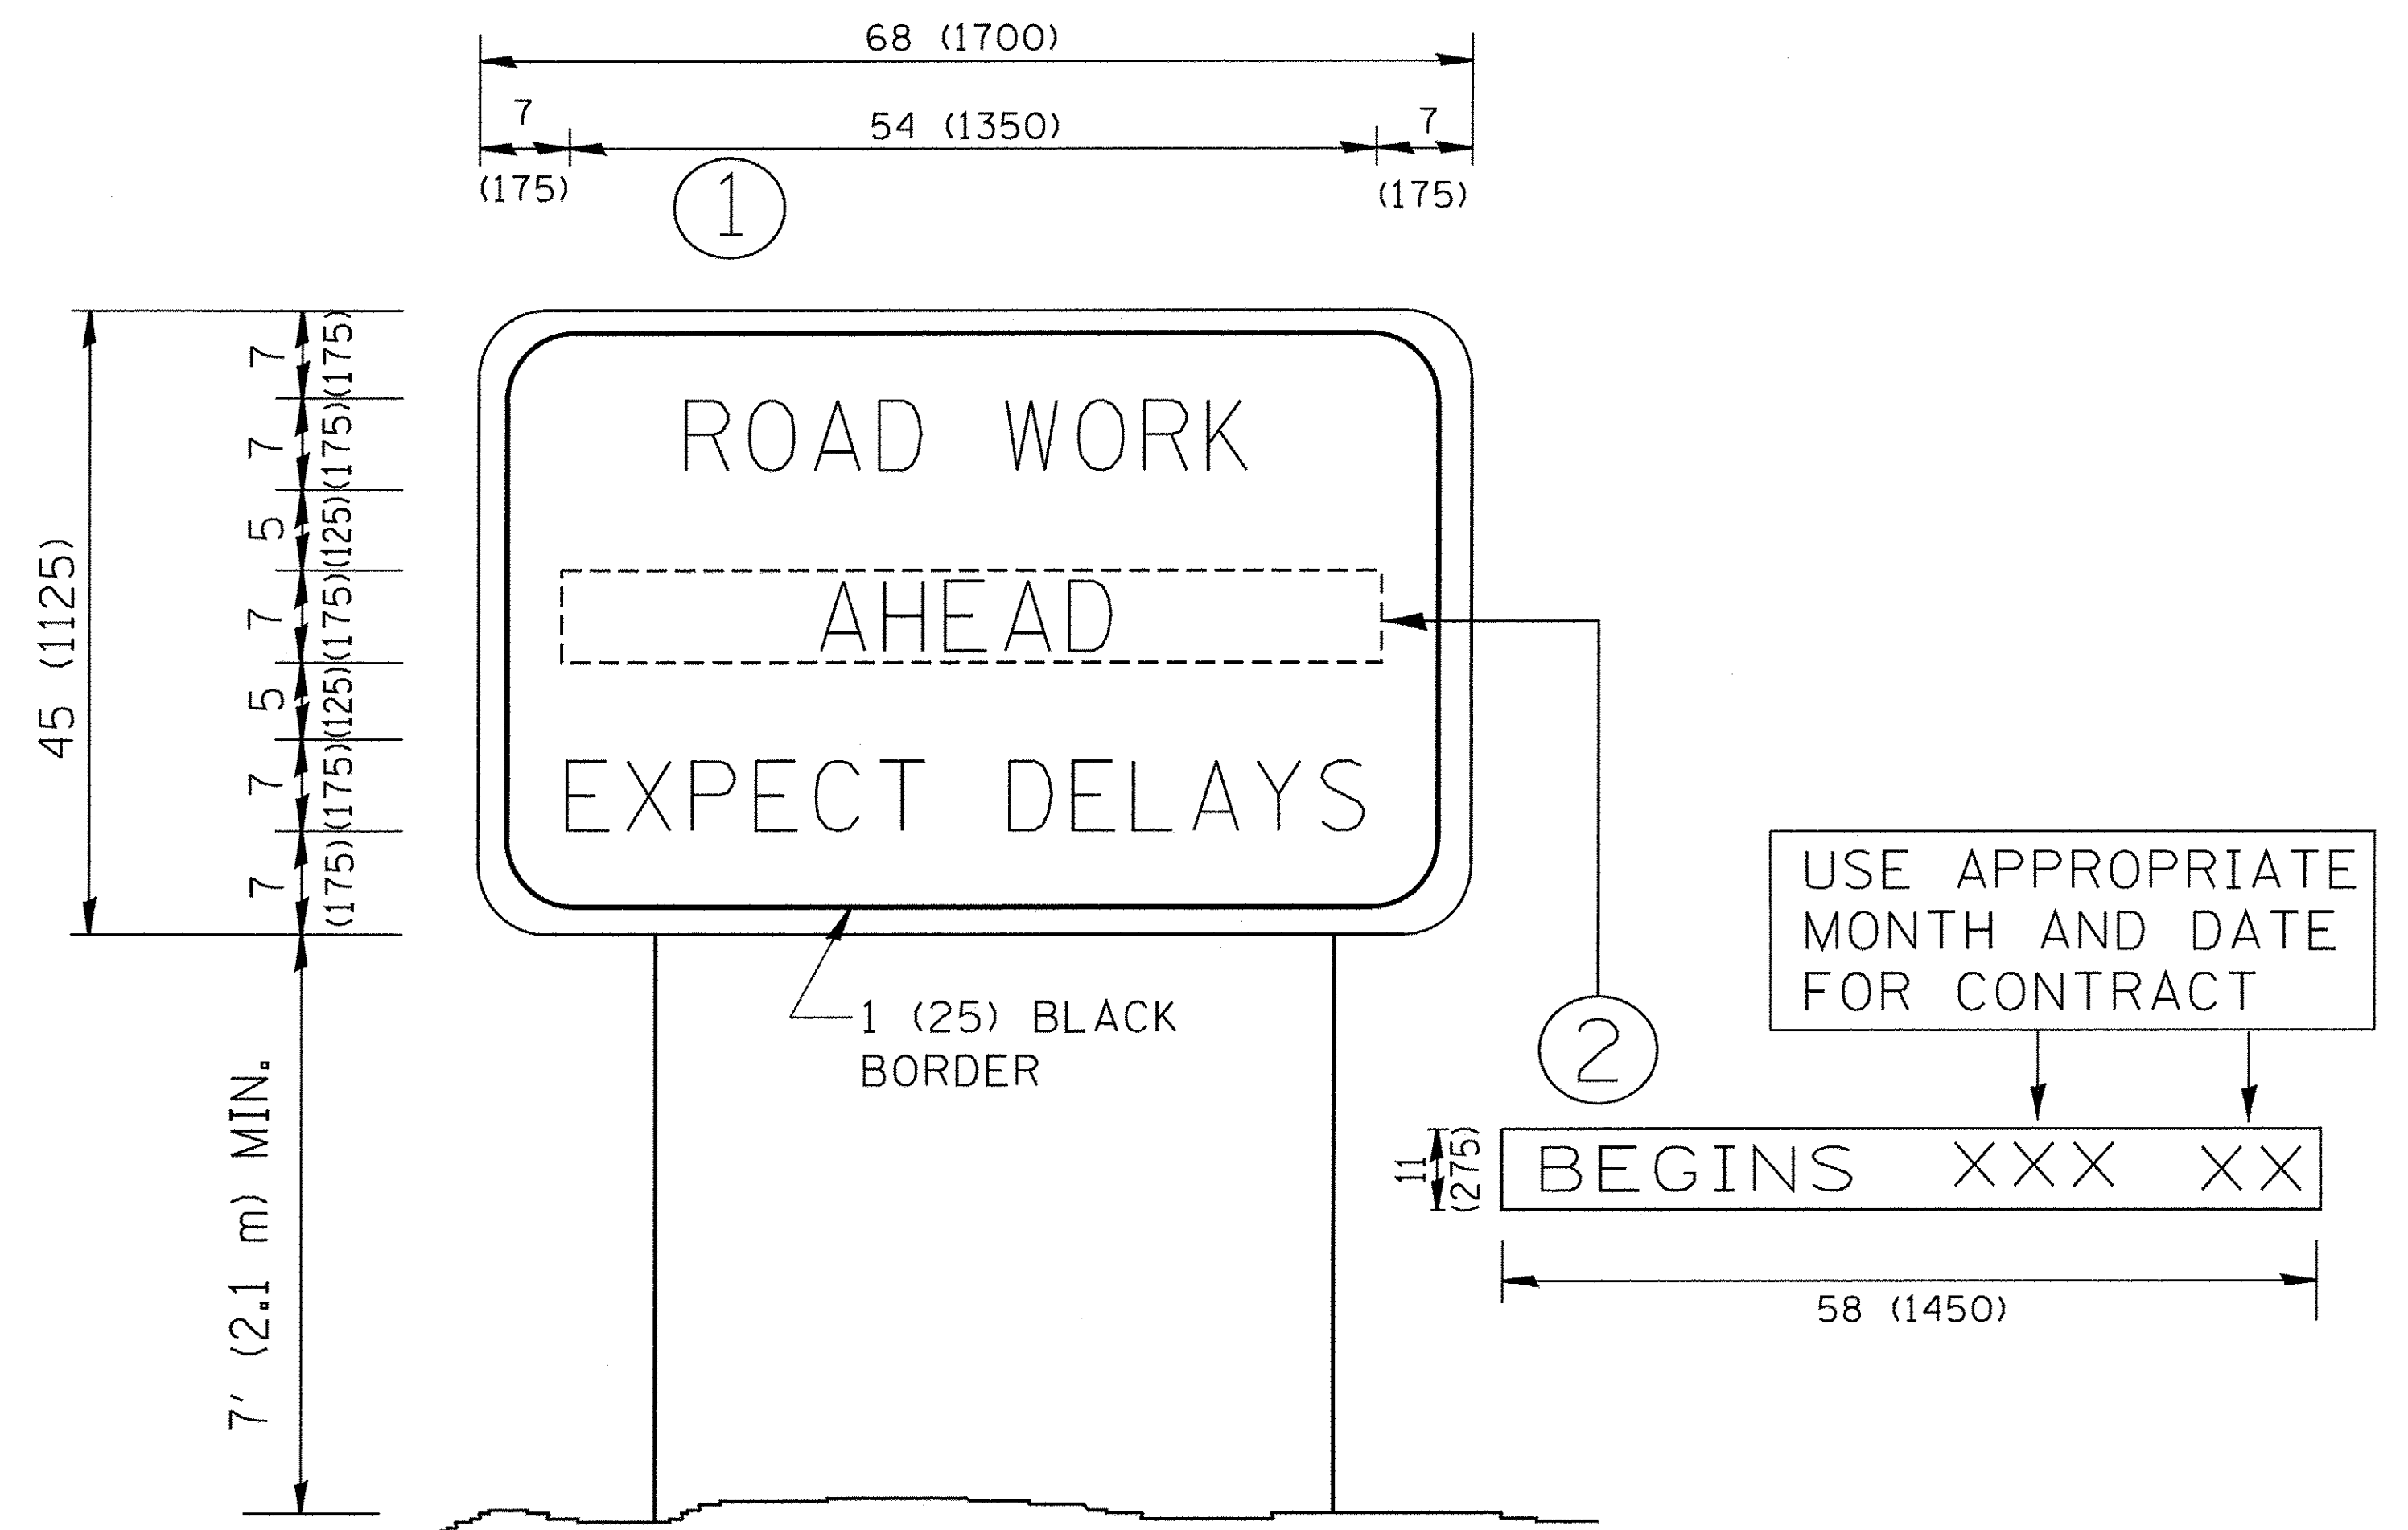 68 (1700)
7
54 (1350)
7
(175)
(175)
1
45 (1125)
7 (175)
7 (175)
5 (125)
7 (175)
5 (125)
7 (175)
7 (175)
ROAD WORK
AHEAD
EXPECT DELAYS
1 (25) BLACK
BORDER
7' (2.1 m) MIN.
USE APPROPRIATE
MONTH AND DATE
FOR CONTRACT
2
11
(275)
BEGINS XXX XX
58 (1450)